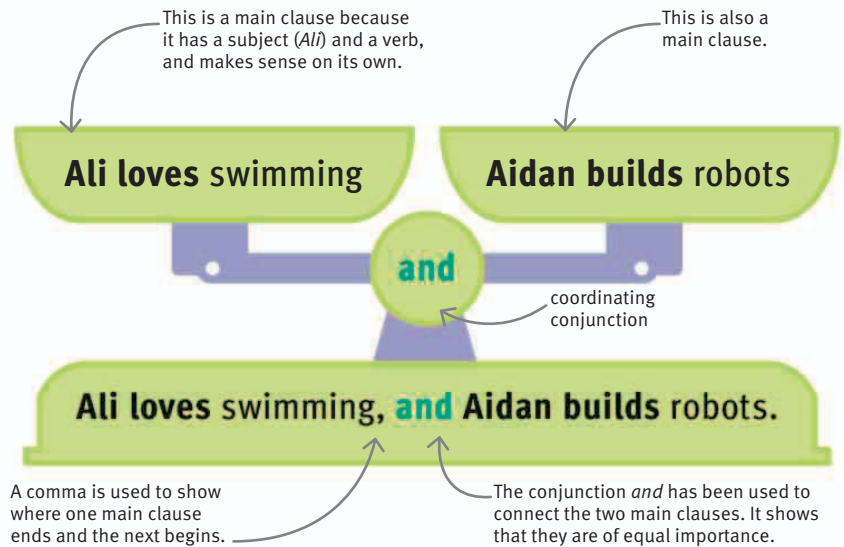 This is a main clause because
it has a subject (Ali) and a verb,
and makes sense on its own.
This is also a
main clause.
Ali loves swimming
Aidan builds robots
and
coordinating
conjunction
Ali loves swimming, and Aidan builds robots.
A comma is used to show
where one main clause
ends and the next begins.
The conjunction and has been used to
connect the two main clauses. It shows
that they are of equal importance.